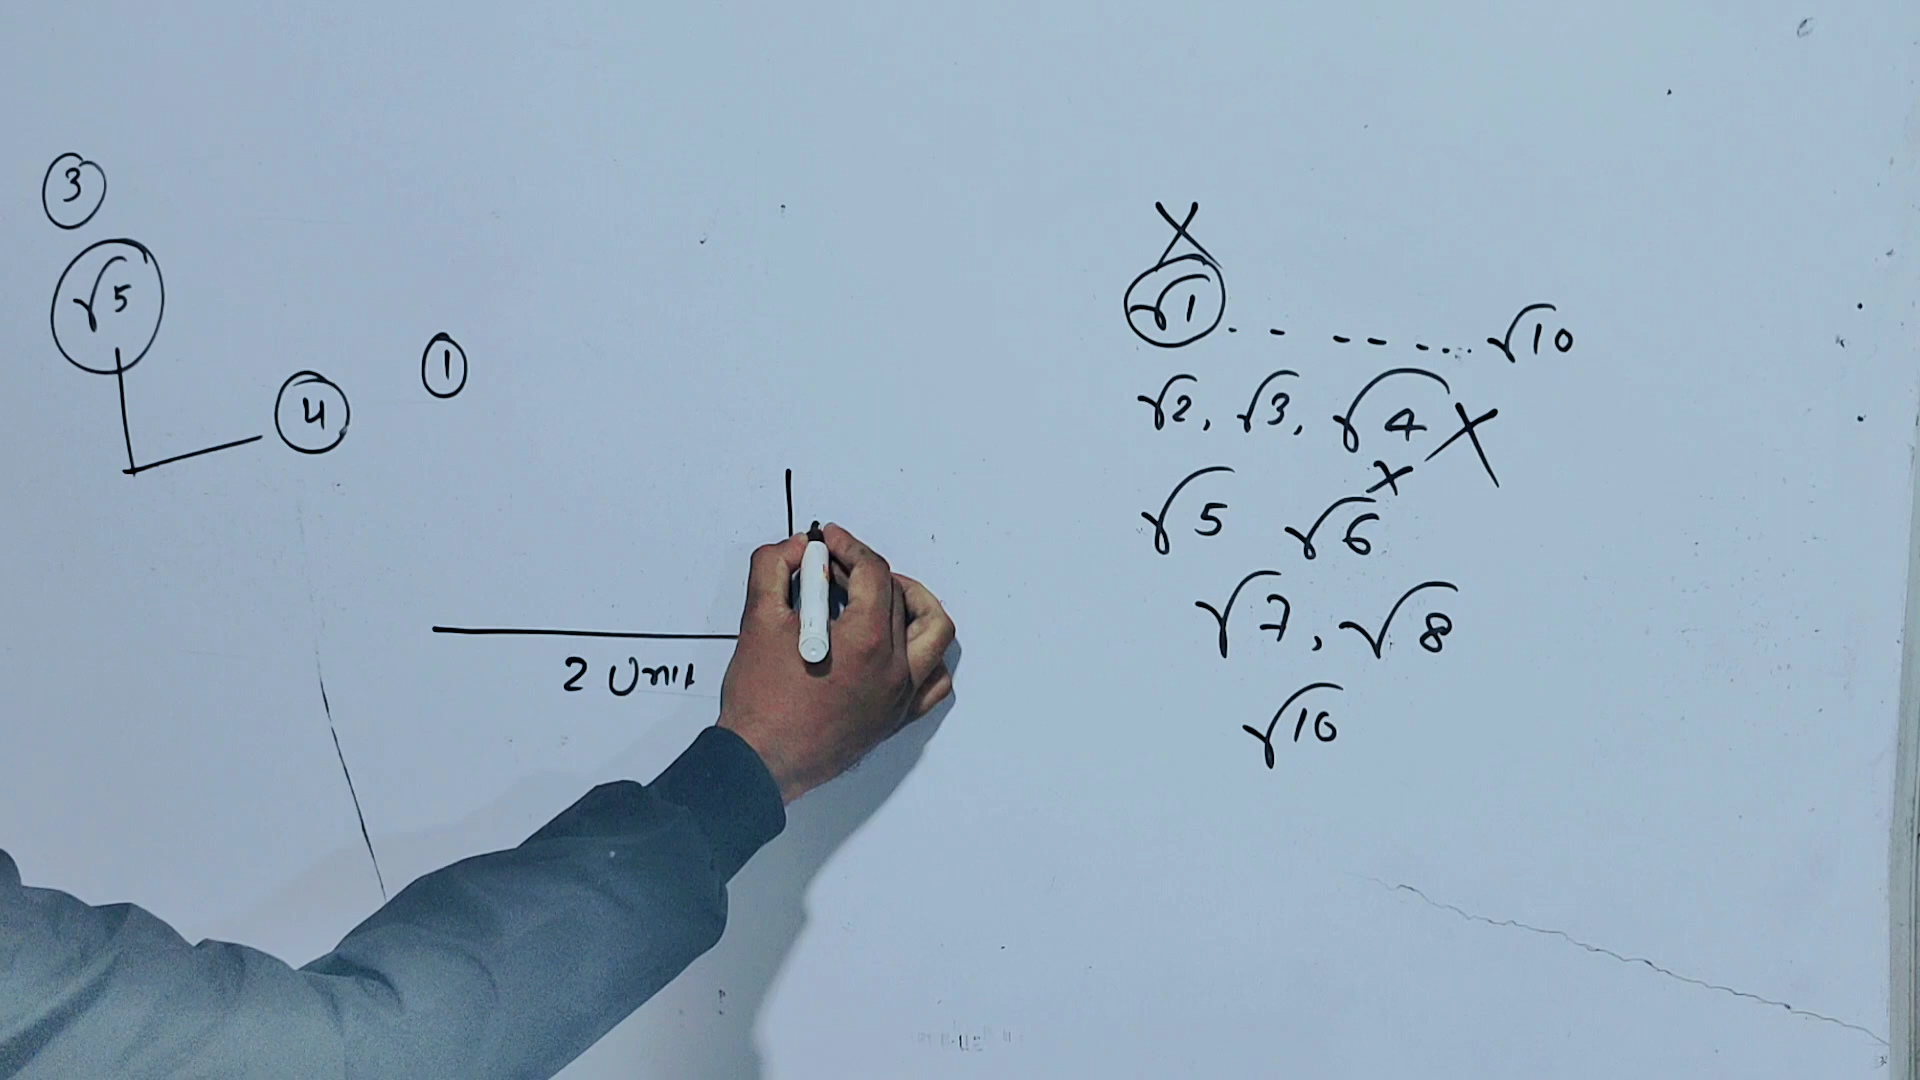 3
√5
4
1
2 Unit
X
√1 - - - - - ... √10
√2, √3, √4 X
√5 √6 X
√7, √8
√10